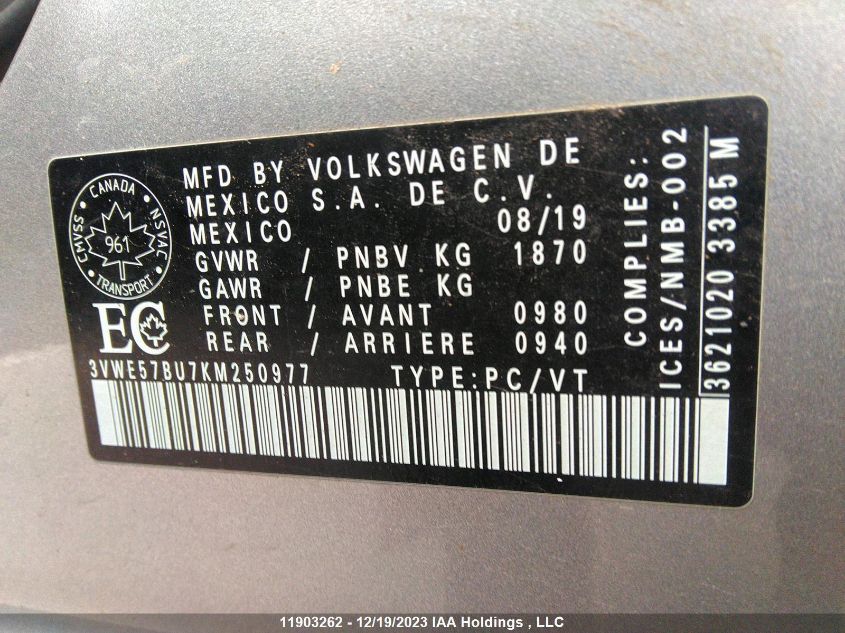 CANADA
CMVSS
NSVAC
961
TRANSPORT
EC
MFD BY VOLKSWAGEN DE
MEXICO S.A. DE C.V.
MEXICO 08/19
GVWR / PNBV KG 1870
GAWR / PNBE KG
FRONT / AVANT 0980
REAR / ARRIERE 0940
3VWE57BU7KM250977 TYPE:PC/VT
COMPLIES:
ICES/NMB-002
3621020 3385 M
11903262 - 12/19/2023 IAA Holdings , LLC